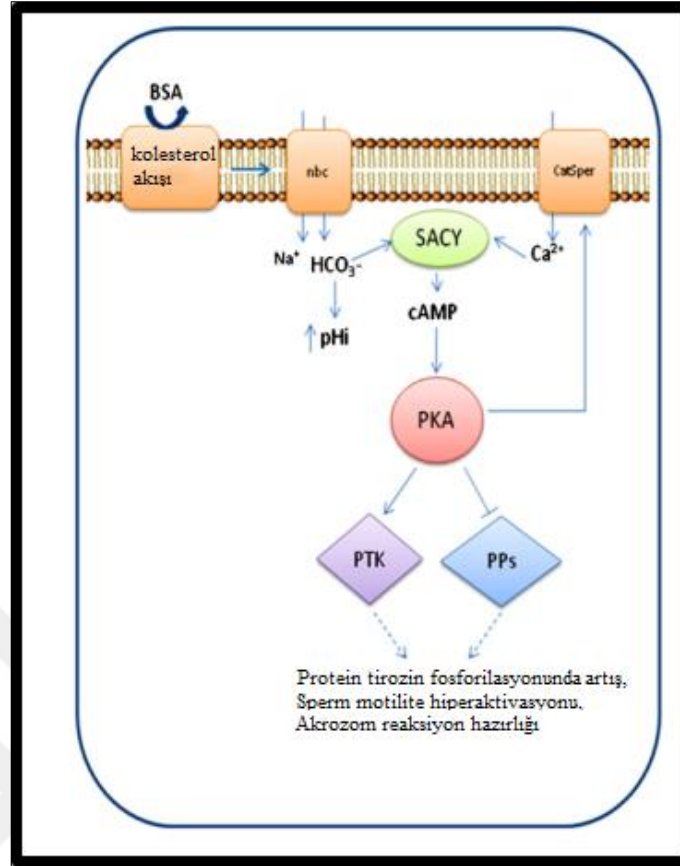 BSA
kolesterol
akışı
nbc
CatSper
Na⁺ HCO₃⁻
SACY
Ca²⁺
pHi
cAMP
PKA
PTK
PPs
Protein tirozin fosforilasyonunda artış,
Sperm motilite hiperaktivasyonu,
Akrozom reaksiyon hazırlığı